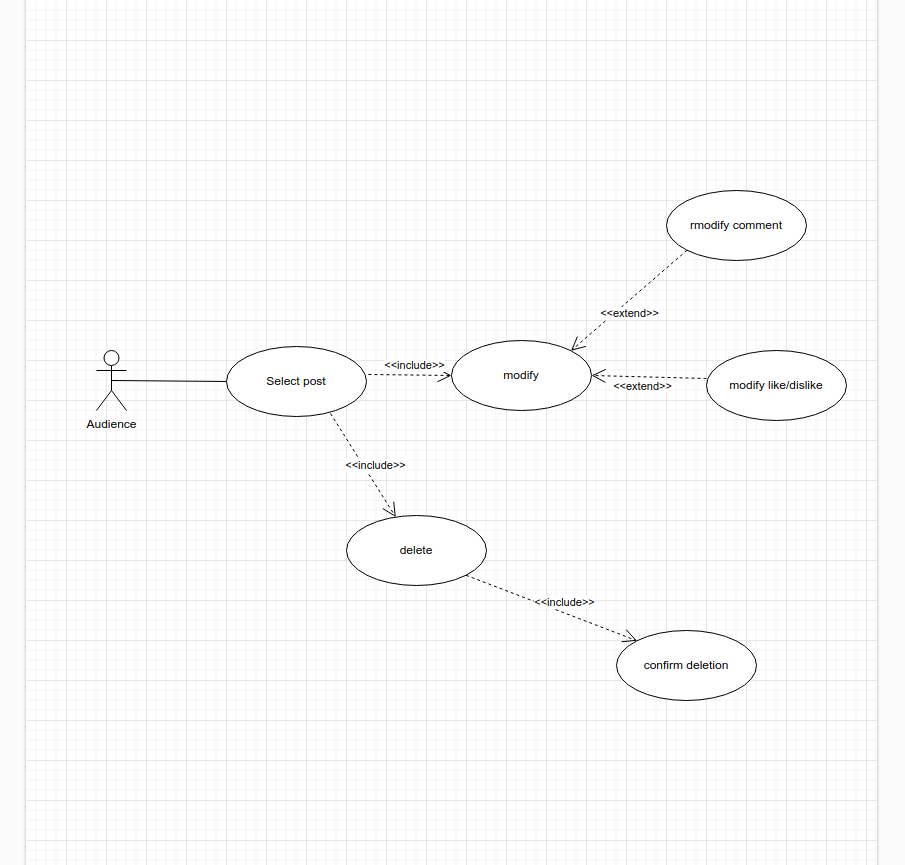 rmodify comment
<<extend>>
<<include>>
Select post
modify
modify like/dislike
<<extend>>
Audience
<<include>>
delete
<<include>>
confirm deletion